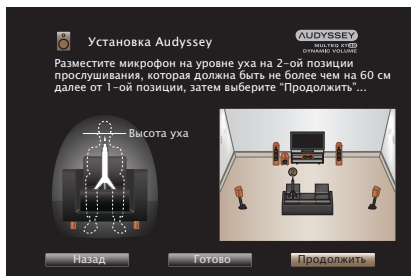 Установка Audyssey
AUDYSSEY
MULTEQ XT32
DYNAMIC VOLUME
Разместите микрофон на уровне уха на 2-ой позиции
прослушивания, которая должна быть не более чем на 60 см
далее от 1-ой позиции, затем выберите “Продолжить”...
Высота уха
2
Назад
Готово
Продолжить